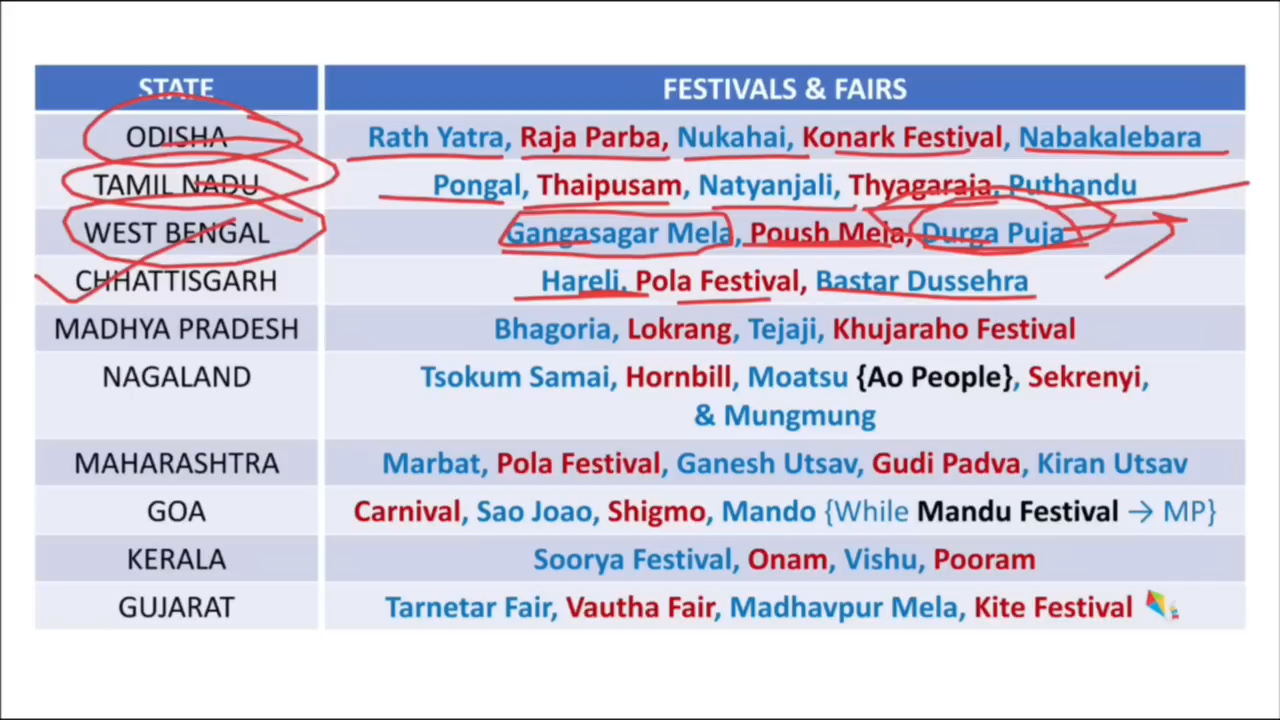 STATE FESTIVALS & FAIRS
ODISHA Rath Yatra, Raja Parba, Nukahai, Konark Festival, Nabakalebara
TAMIL NADU Pongal, Thaipusam, Natyanjali, Thyagaraja, Puthandu
WEST BENGAL Gangasagar Mela, Poush Mela, Durga Puja
CHHATTISGARH Hareli, Pola Festival, Bastar Dussehra
MADHYA PRADESH Bhagoria, Lokrang, Tejaji, Khujaraho Festival
NAGALAND Tsokum Samai, Hornbill, Moatsu {Ao People}, Sekrenyi,
& Mungmung
MAHARASHTRA Marbat, Pola Festival, Ganesh Utsav, Gudi Padva, Kiran Utsav
GOA Carnival, Sao Joao, Shigmo, Mando {While Mandu Festival → MP}
KERALA Soorya Festival, Onam, Vishu, Pooram
GUJARAT Tarnetar Fair, Vautha Fair, Madhavpur Mela, Kite Festival